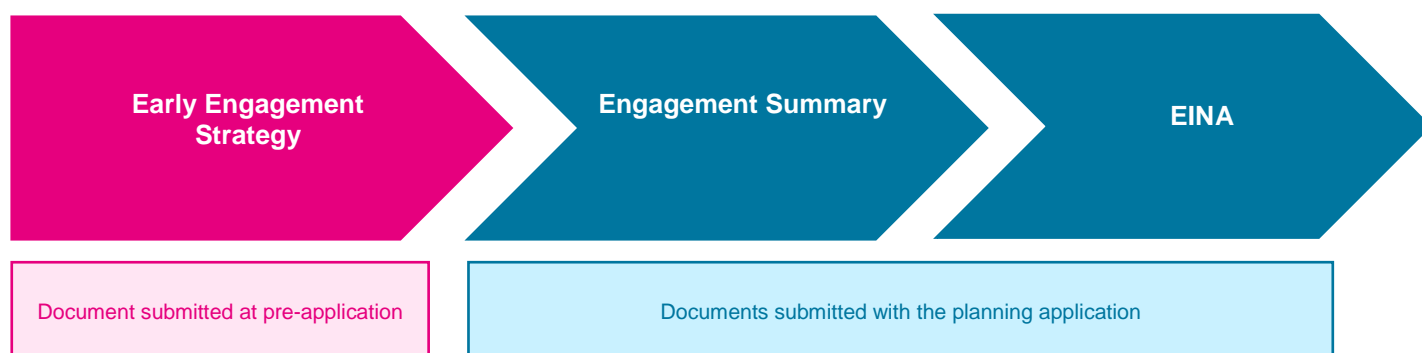 Early Engagement
Strategy
Engagement Summary
EINA
Document submitted at pre-application
Documents submitted with the planning application